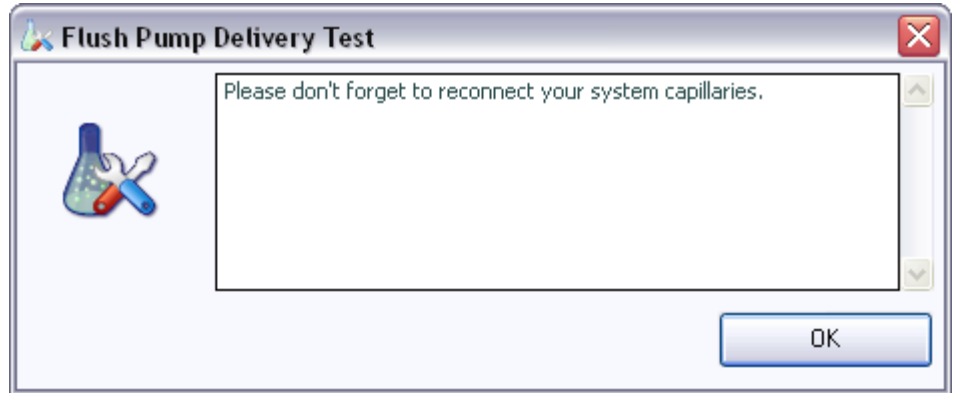 Flush Pump Delivery Test
Please don't forget to reconnect your system capillaries.
OK